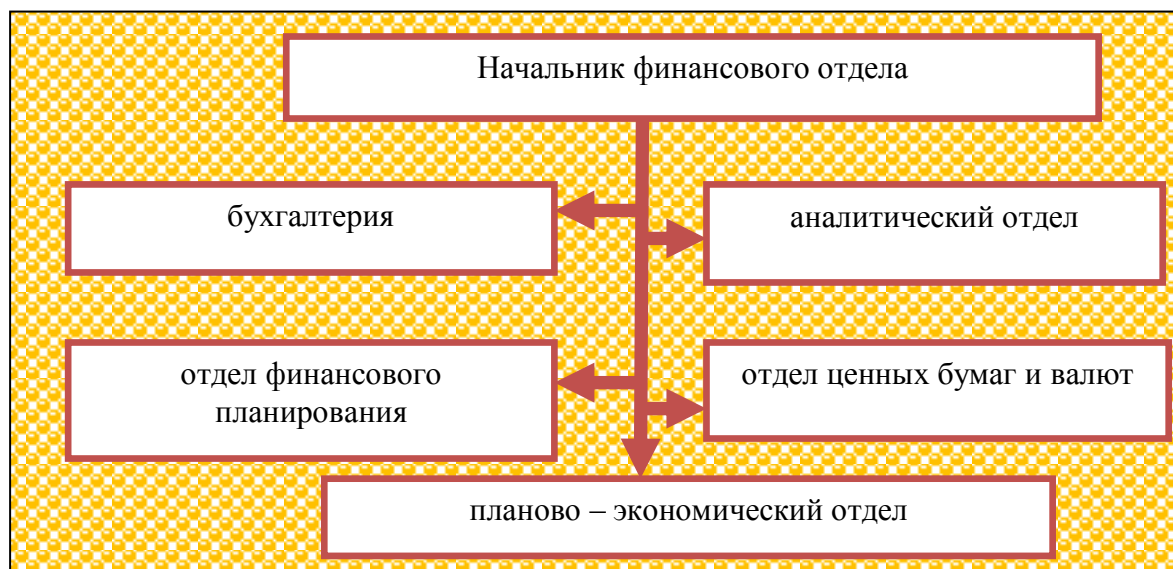 Начальник финансового отдела
бухгалтерия
аналитический отдел
отдел финансового
планирования
отдел ценных бумаг и валют
планово – экономический отдел